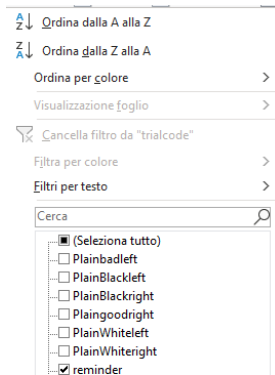 Ordina dalla A alla Z
Ordina dalla Z alla A
Ordina per colore
Visualizzazione foglio
Cancella filtro da "trialcode"
Filtra per colore
Filtri per testo
Cerca
(Seleziona tutto)
Plainbadleft
PlainBlackleft
PlainBlackright
Plaingoodright
PlainWhiteleft
PlainWhiteright
reminder